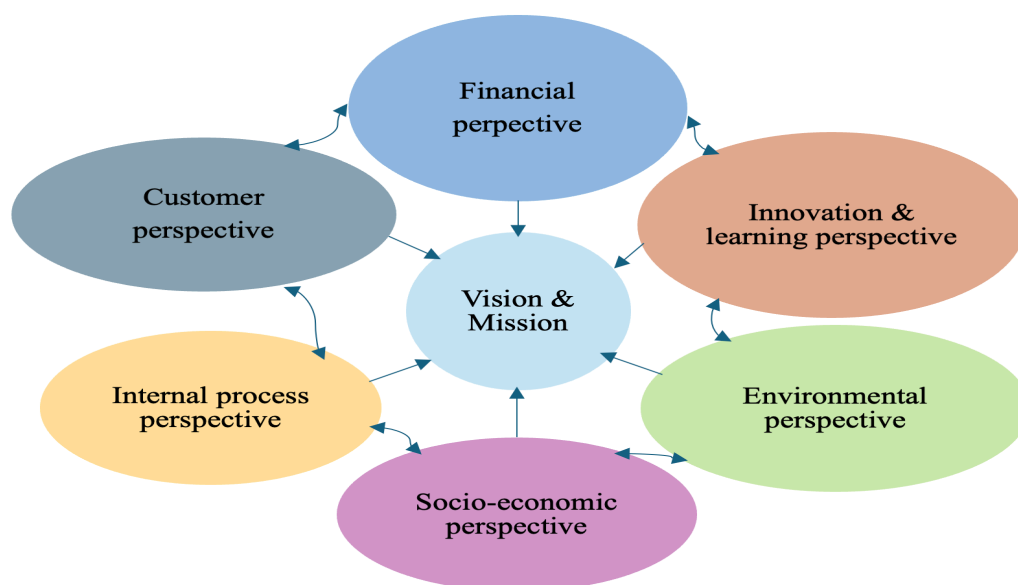 Financial
perpective
Customer
perspective
Innovation &
learning perspective
Vision &
Mission
Internal process
perspective
Environmental
perspective
Socio-economic
perspective